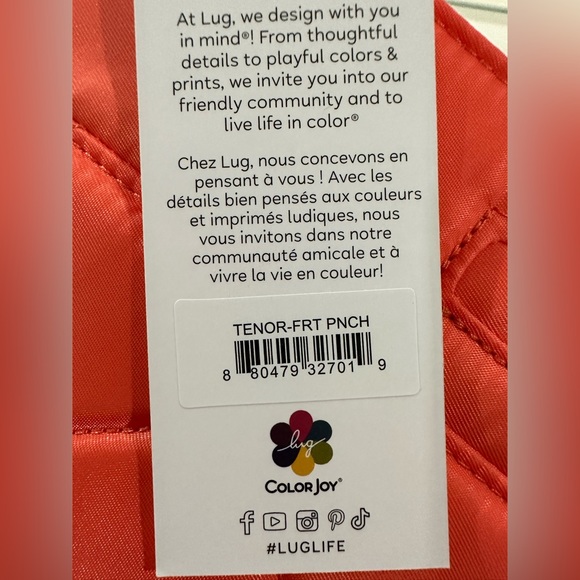 At Lug, we design with you
in mind®! From thoughtful
details to playful colors &
prints, we invite you into our
friendly community and to
live life in color®
Chez Lug, nous concevons en
pensant à vous ! Avec les
détails bien pensés aux couleurs
et imprimés ludiques, nous
vous invitons dans notre
communauté amicale et à
vivre la vie en couleur!
TENOR-FRT PNCH
8 80479 32701 9
lug
COLOR JOY®
#LUGLIFE